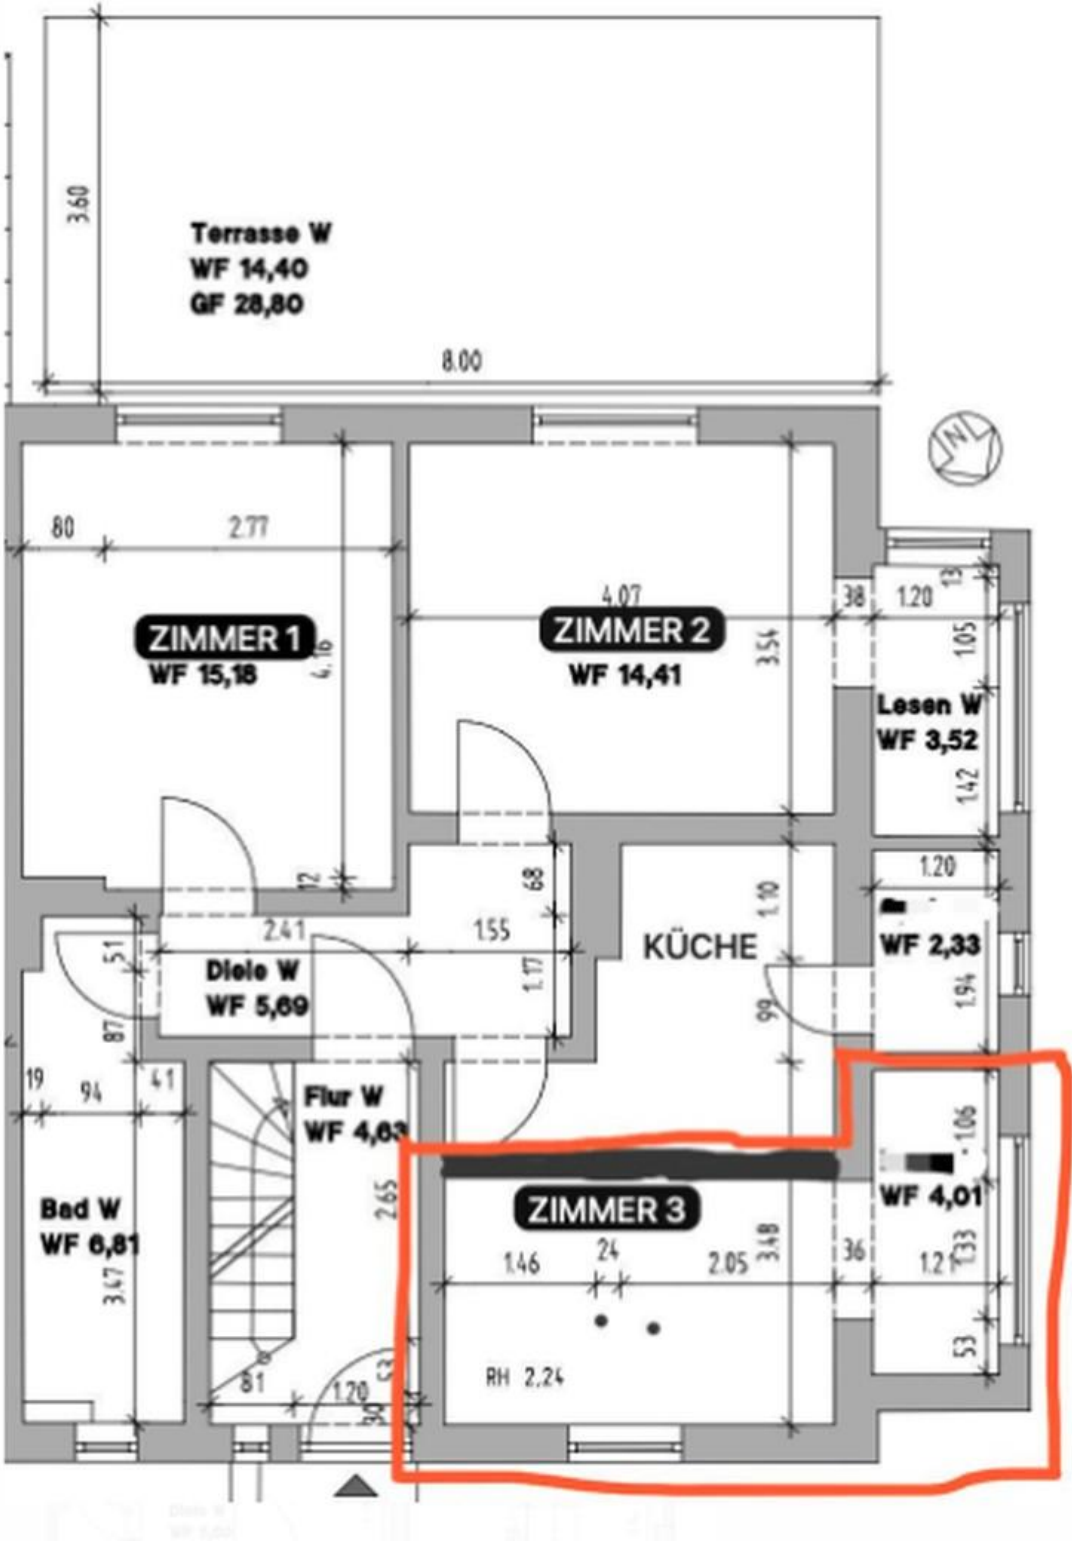 3.60
Terrasse W
WF 14,40
GF 28,80
8.00
N
80
2.77
ZIMMER 1
WF 15,18
4.16
12
4.07
ZIMMER 2
WF 14,41
3.54
38
1.20
13
1.05
Lesen W
WF 3,52
1.42
1.20
WF 2,33
1.94
68
1.10
KÜCHE
99
2.41
1.55
1.17
Diele W
WF 5,69
51
87
19
94
41
Flur W
WF 4,63
2.65
Bad W
WF 6,81
3.47
81
1.20
53
30
ZIMMER 3
1.46
24
2.05
3.48
36
1.21
RH 2.24
1.06
WF 4,01
1.33
53